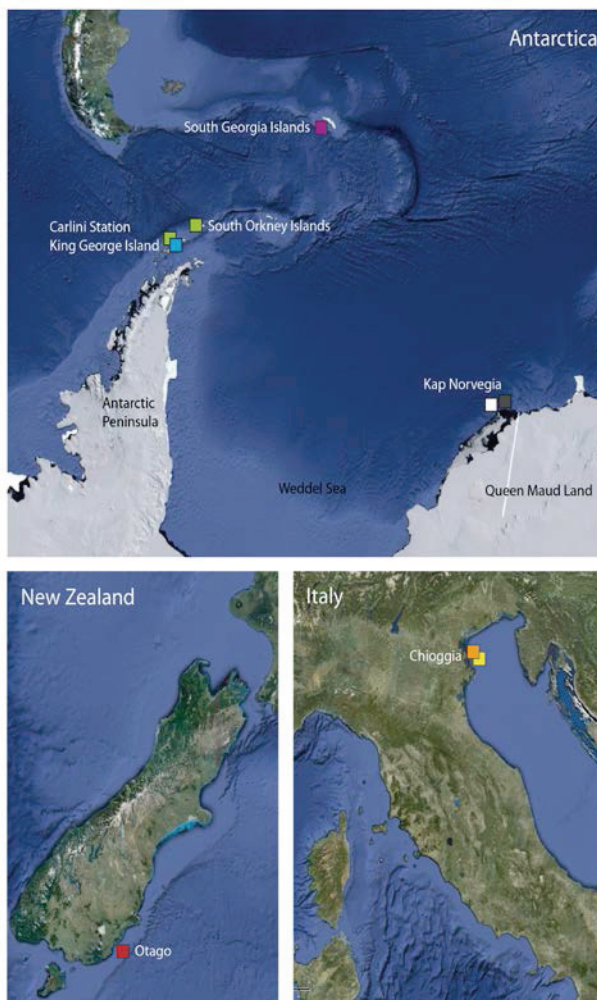 Antarctica
South Georgia Islands
Carlini Station
King George Island
South Orkney Islands
Kap Norvegia
Antarctic
Peninsula
Weddel Sea
Queen Maud Land
New Zealand
Otago
Italy
Chioggia